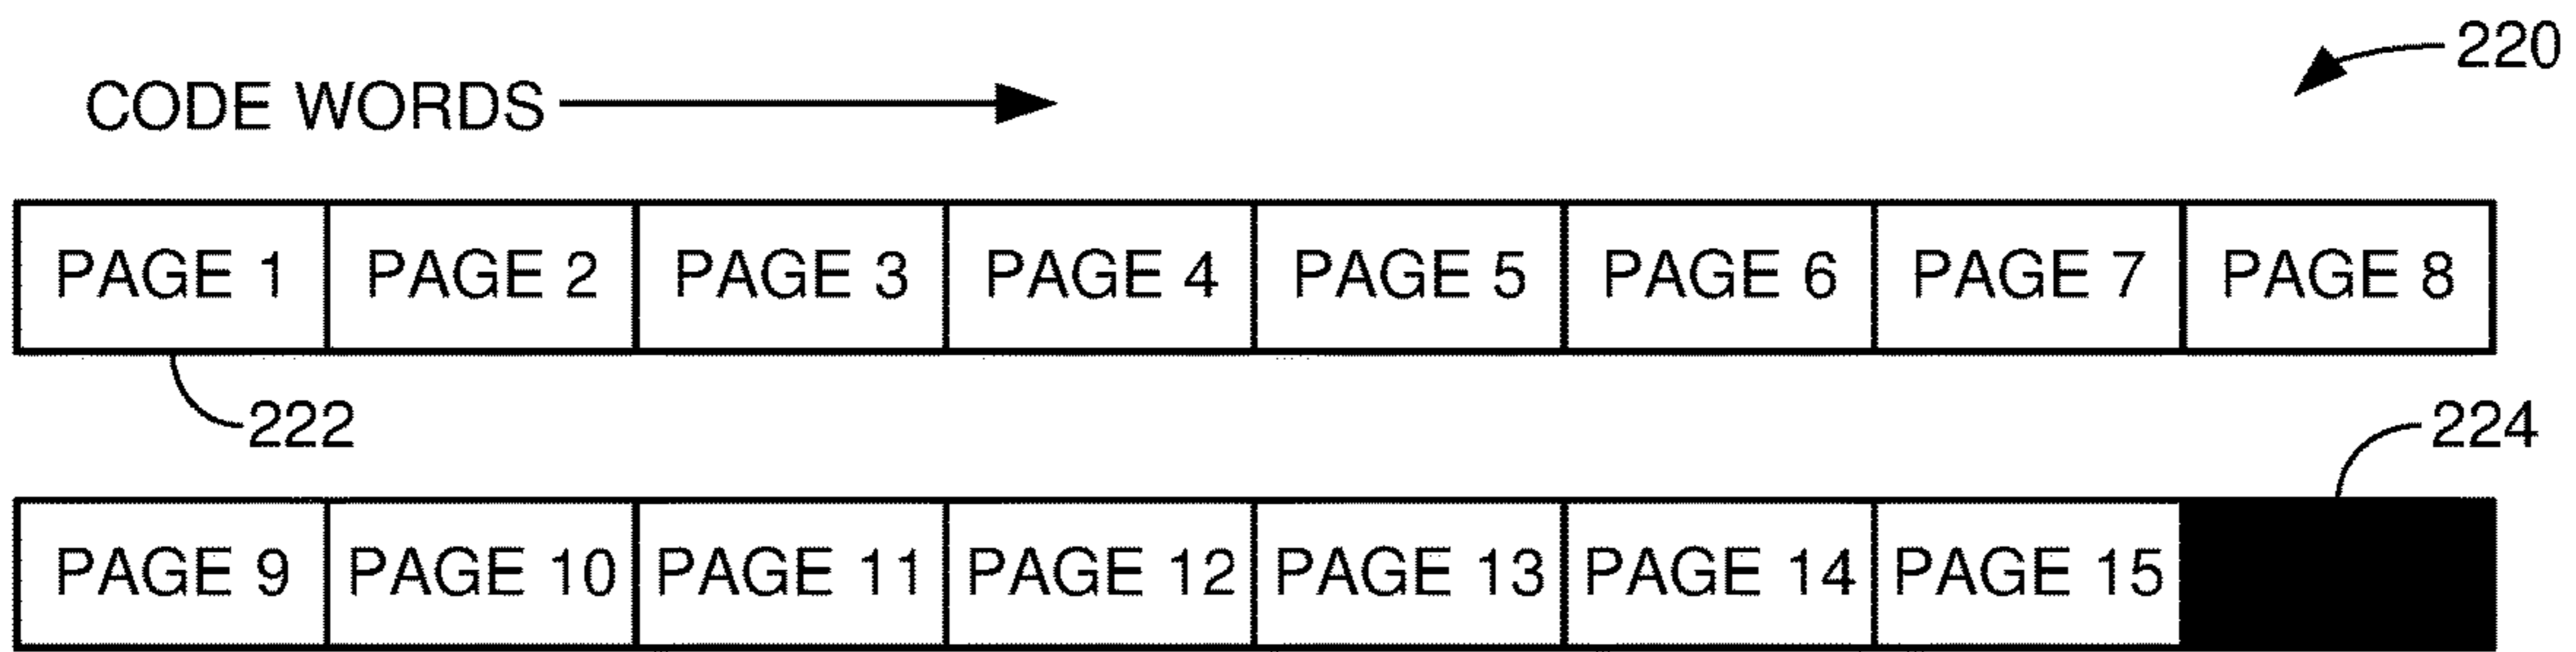 220
CODE WORDS
PAGE 1 PAGE 2 PAGE 3 PAGE 4 PAGE 5 PAGE 6 PAGE 7 PAGE 8
222 224
PAGE 9 PAGE 10 PAGE 11 PAGE 12 PAGE 13 PAGE 14 PAGE 15